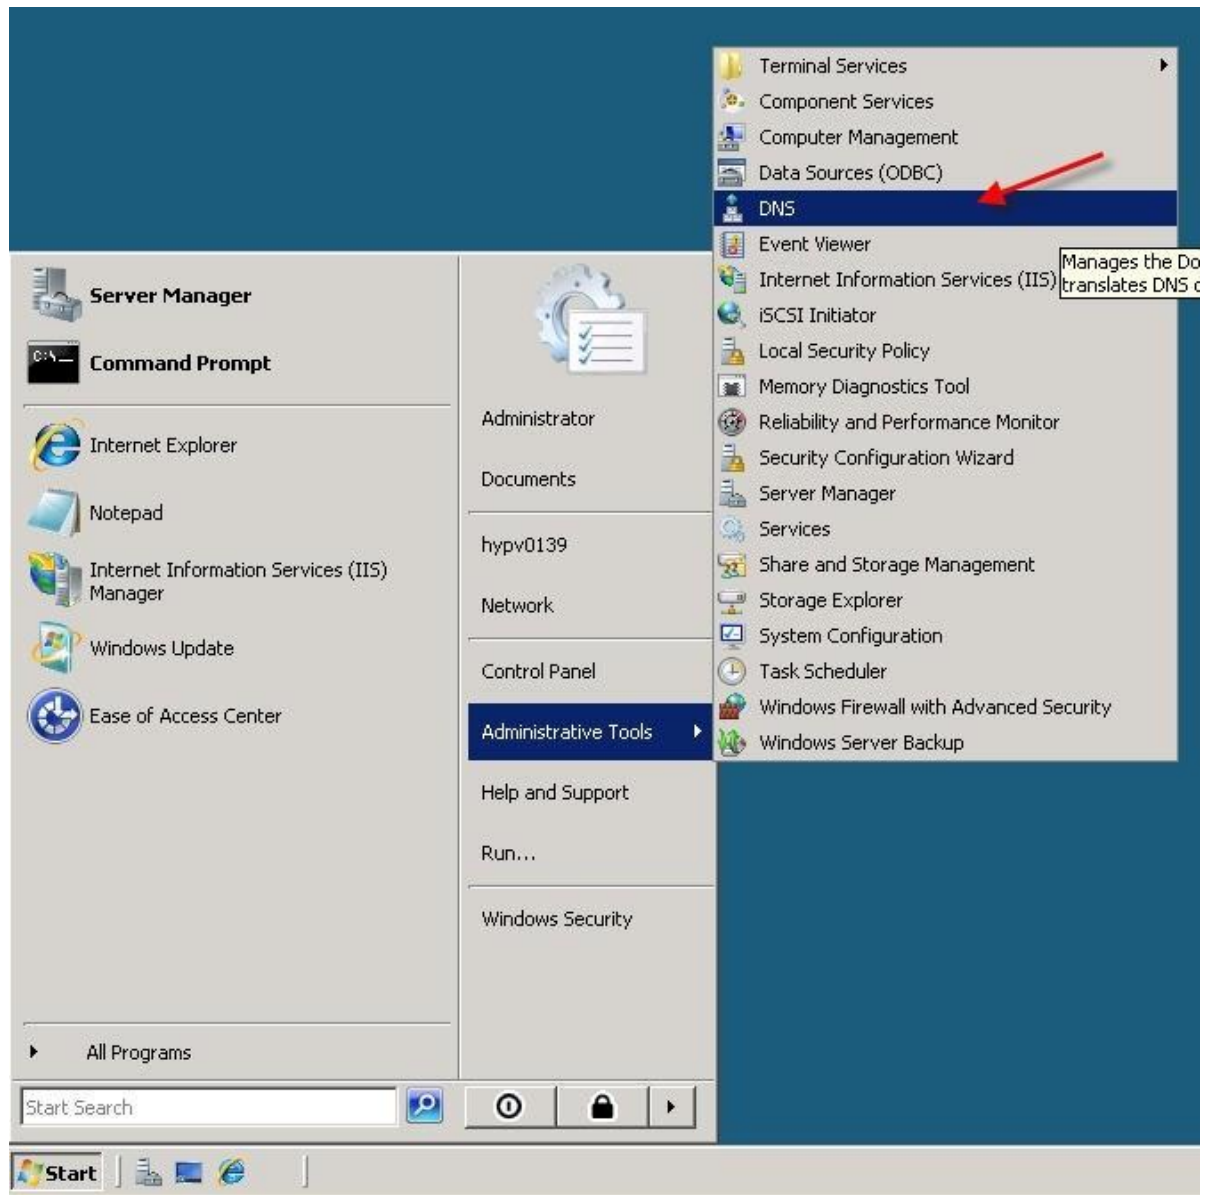 Terminal Services
Component Services
Computer Management
Data Sources (ODBC)
DNS
Event Viewer
Internet Information Services (IIS)
iSCSI Initiator
Local Security Policy
Memory Diagnostics Tool
Reliability and Performance Monitor
Security Configuration Wizard
Server Manager
Services
Share and Storage Management
Storage Explorer
System Configuration
Task Scheduler
Windows Firewall with Advanced Security
Windows Server Backup
Manages the Do
translates DNS
Server Manager
C:\
Command Prompt
Internet Explorer
Notepad
Internet Information Services (IIS)
Manager
Windows Update
Ease of Access Center
All Programs
Start Search
Administrator
Documents
hypv0139
Network
Control Panel
Administrative Tools
Help and Support
Run...
Windows Security
Start